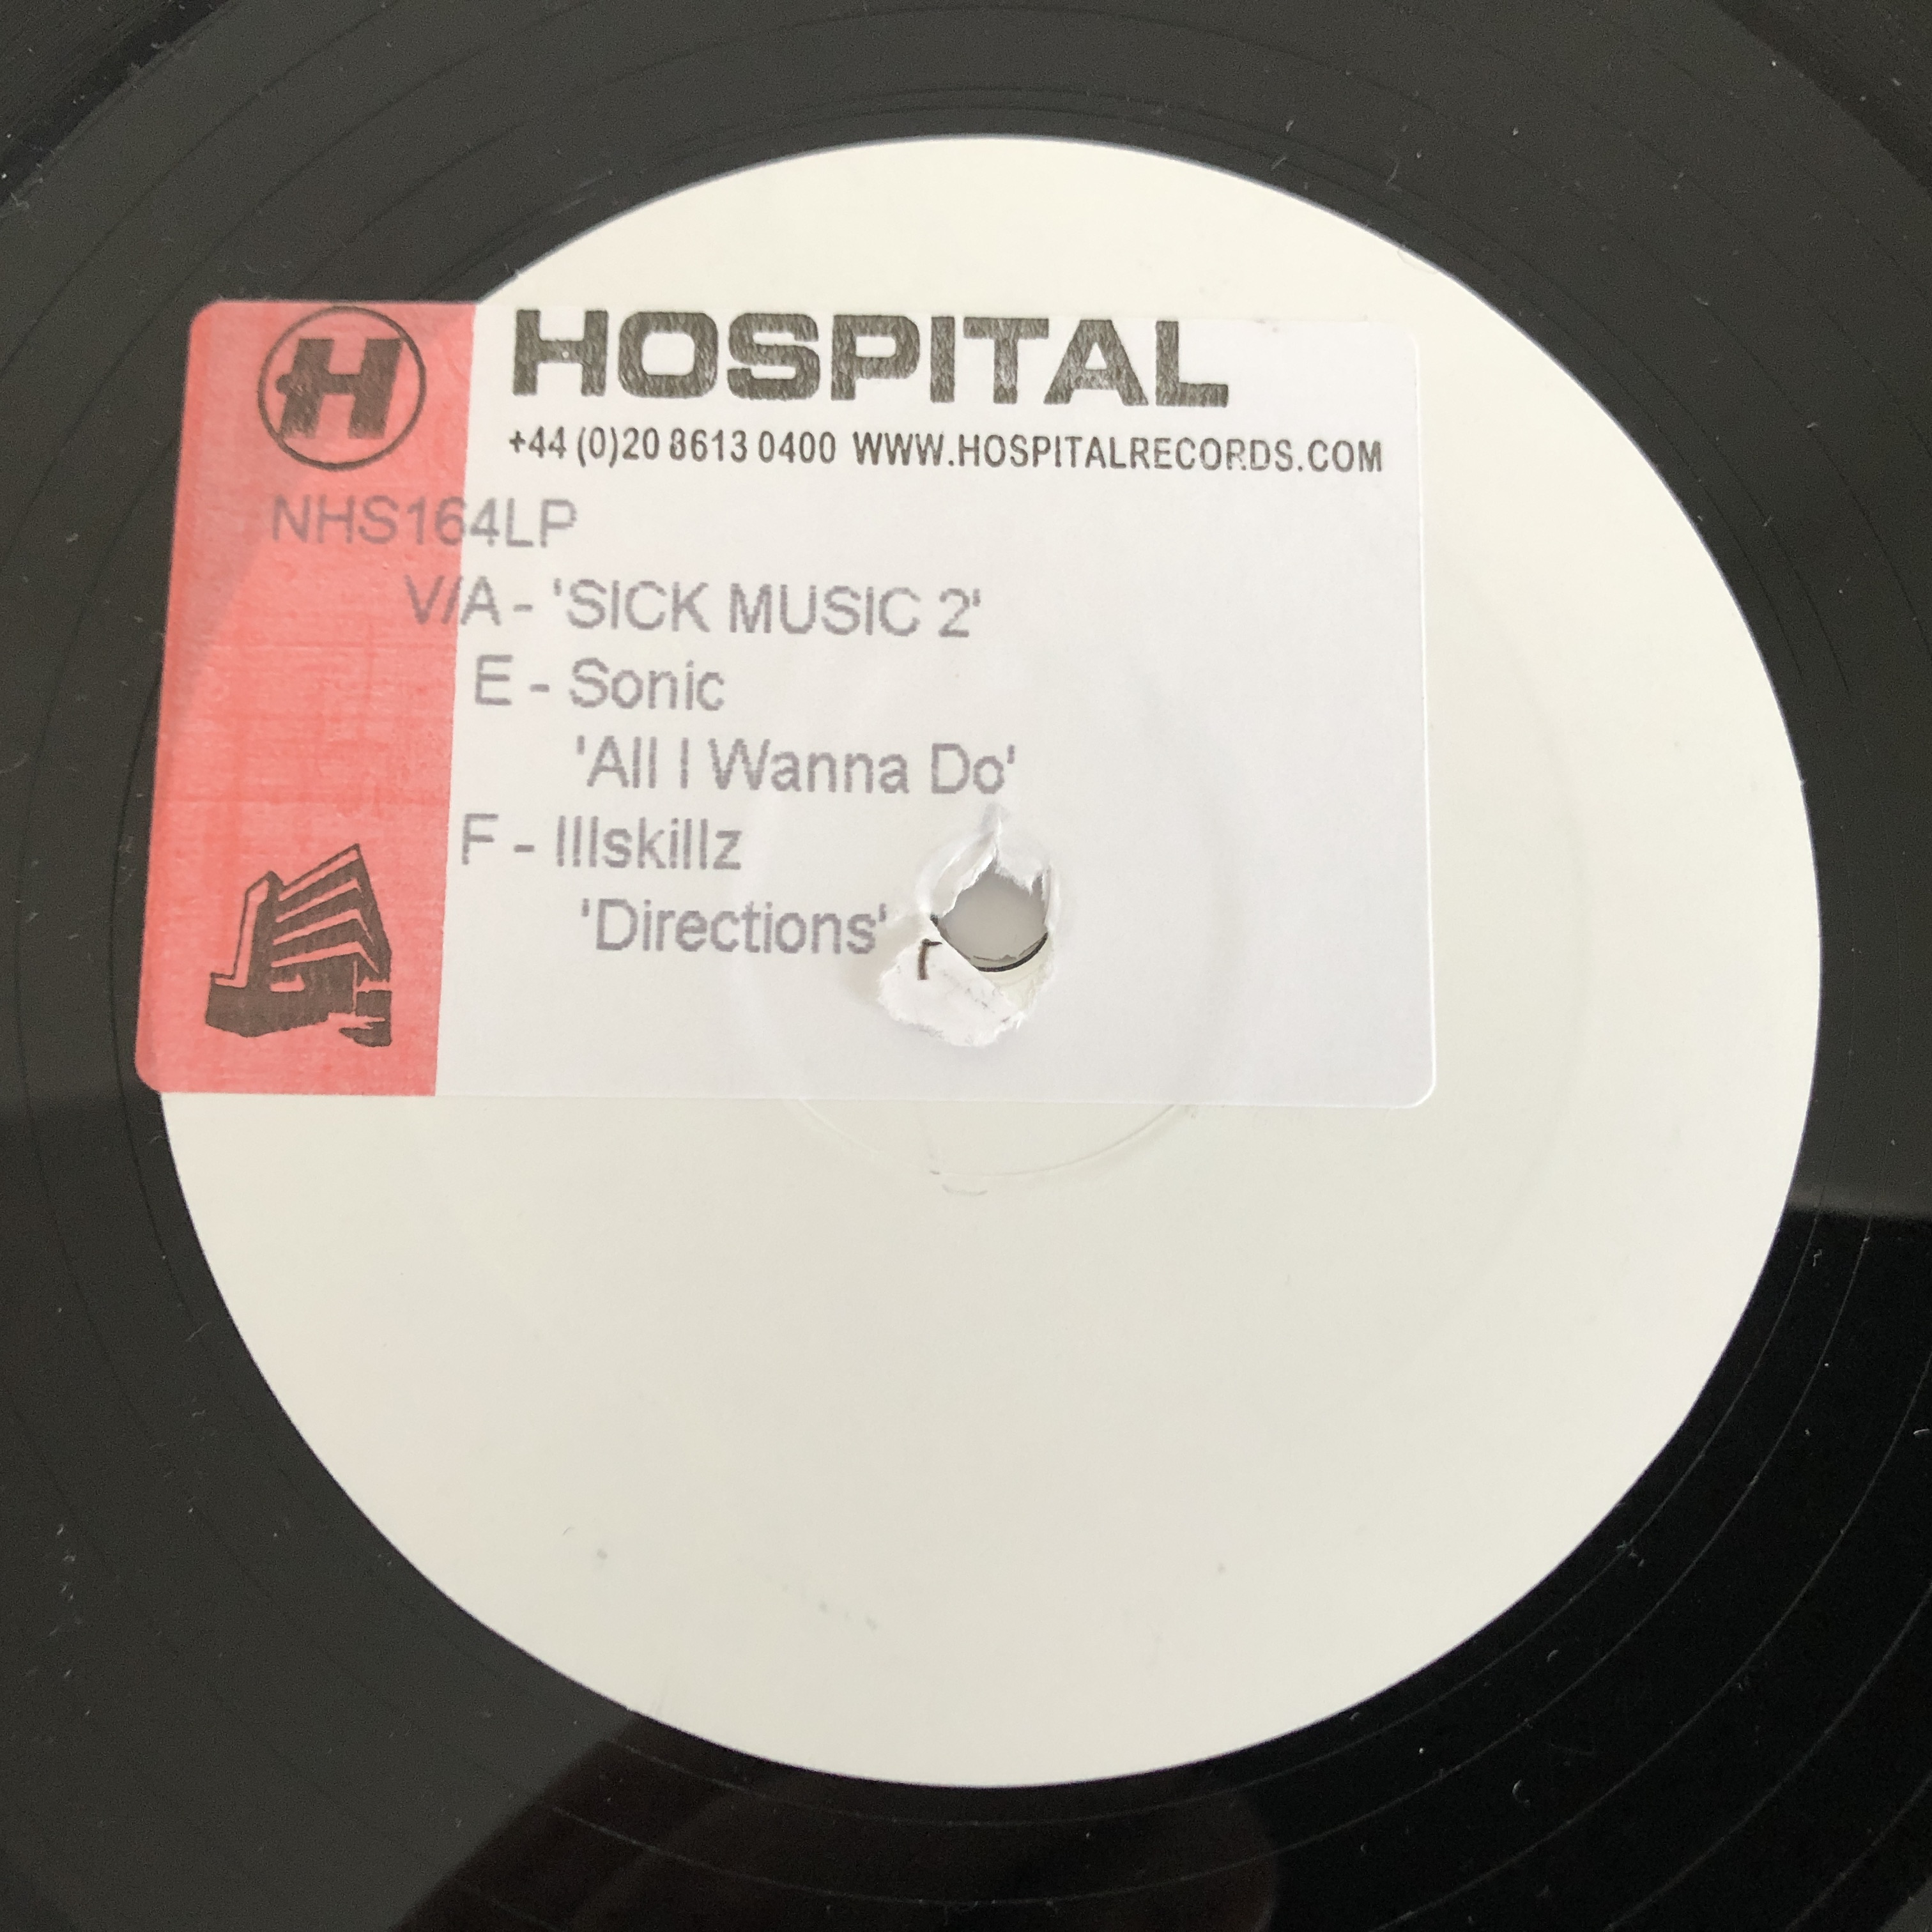 H HOSPITAL
+44 (0)20 8613 0400 WWW.HOSPITALRECORDS.COM
NHS164LP
V/A - 'SICK MUSIC 2'
E - Sonic
'All I Wanna Do'
F - Illskillz
'Directions'